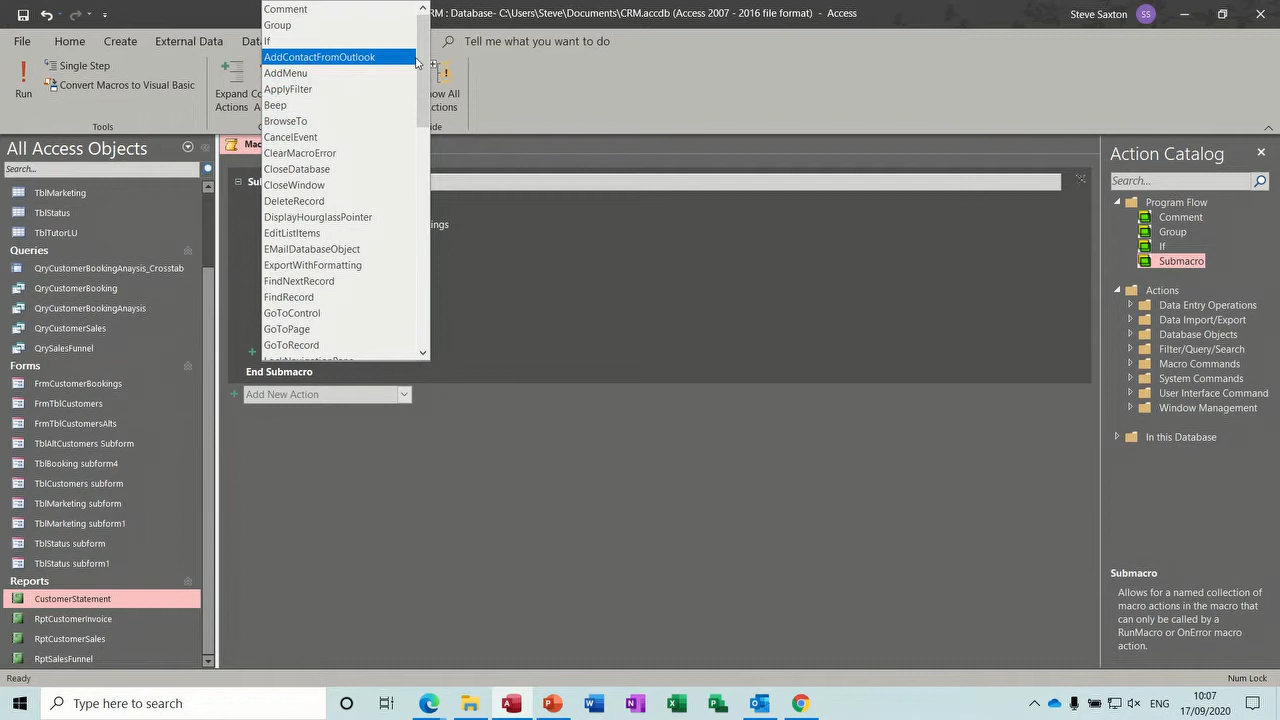 RM : Database- C:\Users\Steve\Documents\CRM.accdb (Access 2007 - 2016 file format) - Access
Steve Saxton
SS
File
Home
Create
External Data
Tell me what you want to do
Run
Single Step
Convert Macros to Visual Basic
Expand
Actions
Tools
All
Comment
Group
If
AddContactFromOutlook
AddMenu
ApplyFilter
Beep
BrowseTo
CancelEvent
ClearMacroError
CloseDatabase
CloseWindow
DeleteRecord
DisplayHourglassPointer
EditListItems
EMailDatabaseObject
ExportWithFormatting
FindNextRecord
FindRecord
GoToControl
GoToPage
GoToRecord
All Access Objects
Search...
TblMarketing
TblStatus
TblTutorLU
Queries
QryCustomerBookingAnaysis_Crosstab
QryCustomerBooking
QryCustomerBookingAnaysis
QryCustomerSales
QrySalesFunnel
Forms
FrmCustomerBookings
FrmTblCustomers
FrmTblCustomersAlts
TblAltCustomers Subform
TblBooking subform4
TblCustomers subform
TblMarketing subform
TblMarketing subform1
TblStatus subform
TblStatus subform1
Reports
CustomerStatement
RptCustomerInvoice
RptCustomerSales
RptSalesFunnel
End Submacro
Add New Action
Action Catalog
Search...
Program Flow
Comment
Group
If
Submacro
Actions
Data Entry Operations
Data Import/Export
Database Objects
Filter/Query/Search
Macro Commands
System Commands
User Interface Command
Window Management
In this Database
Submacro
Allows for a named collection of
macro actions in the macro that
can only be called by a
RunMacro or OnError macro
action.
Ready
Num Lock
Type here to search
ENG
10:07
17/09/2020